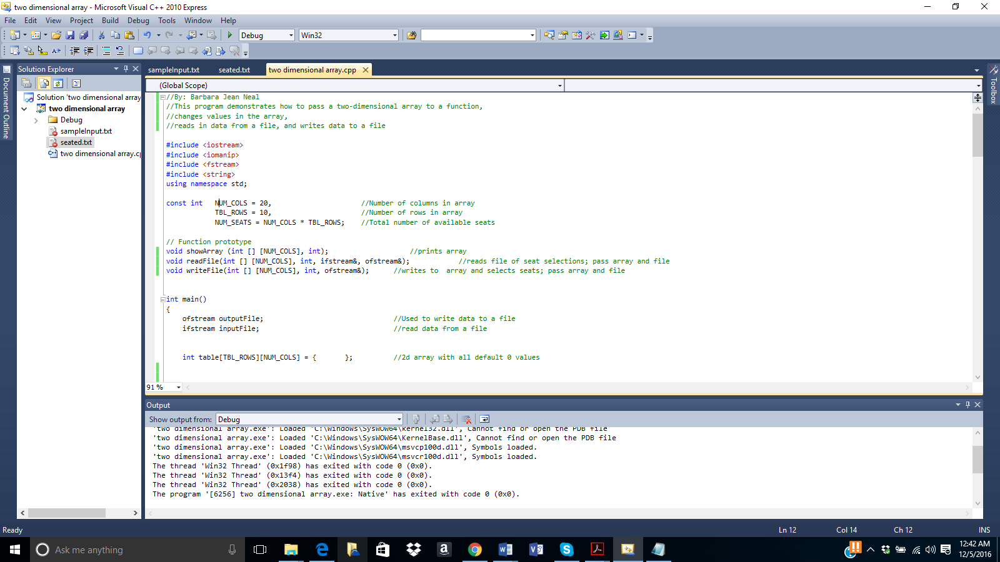 two dimensional array - Microsoft Visual C++ 2010 Express
File Edit View Project Build Debug Tools Window Help
Debug Win32
Document Outline
Solution Explorer
Solution 'two dimensional array
two dimensional array
Debug
sampleInput.txt
seated.txt
two dimensional array.c
sampleInput.txt seated.txt two dimensional array.cpp
(Global Scope)
Toolbox
//By: Barbara Jean Neal
//This program demonstrates how to pass a two-dimensional array to a function,
//changes values in the array,
//reads in data from a file, and writes data to a file
#include <iostream>
#include <iomanip>
#include <fstream>
#include <string>
using namespace std;
const int NUM_COLS = 20, //Number of columns in array
TBL_ROWS = 10, //Number of rows in array
NUM_SEATS = NUM_COLS * TBL_ROWS; //Total number of available seats
// Function prototype
void showArray (int [] [NUM_COLS], int); //prints array
void readFile(int [] [NUM_COLS], int, ifstream&, ofstream&); //reads file of seat selections; pass array and file
void writeFile(int [] [NUM_COLS], int, ofstream&); //writes to  array and selects seats; pass array and file
int main()
{
ofstream outputFile; //Used to write data to a file
ifstream inputFile; //read data from a file
int table[TBL_ROWS][NUM_COLS] = { }; //2d array with all default 0 values
91 %
Output
Show output from: Debug
'two dimensional array.exe': Loaded 'C:\Windows\SysWOW64\kernel32.dll', Cannot find or open the PDB file
'two dimensional array.exe': Loaded 'C:\Windows\SysWOW64\KernelBase.dll', Cannot find or open the PDB file
'two dimensional array.exe': Loaded 'C:\Windows\SysWOW64\msvcp100d.dll', Symbols loaded.
'two dimensional array.exe': Loaded 'C:\Windows\SysWOW64\msvcr100d.dll', Symbols loaded.
The thread 'Win32 Thread' (0x1f98) has exited with code 0 (0x0).
The thread 'Win32 Thread' (0x13f4) has exited with code 0 (0x0).
The thread 'Win32 Thread' (0x2038) has exited with code 0 (0x0).
The program '[6256] two dimensional array.exe: Native' has exited with code 0 (0x0).
Ready Ln 12 Col 14 Ch 12 INS
Ask me anything
12:42 AM
12/5/2016